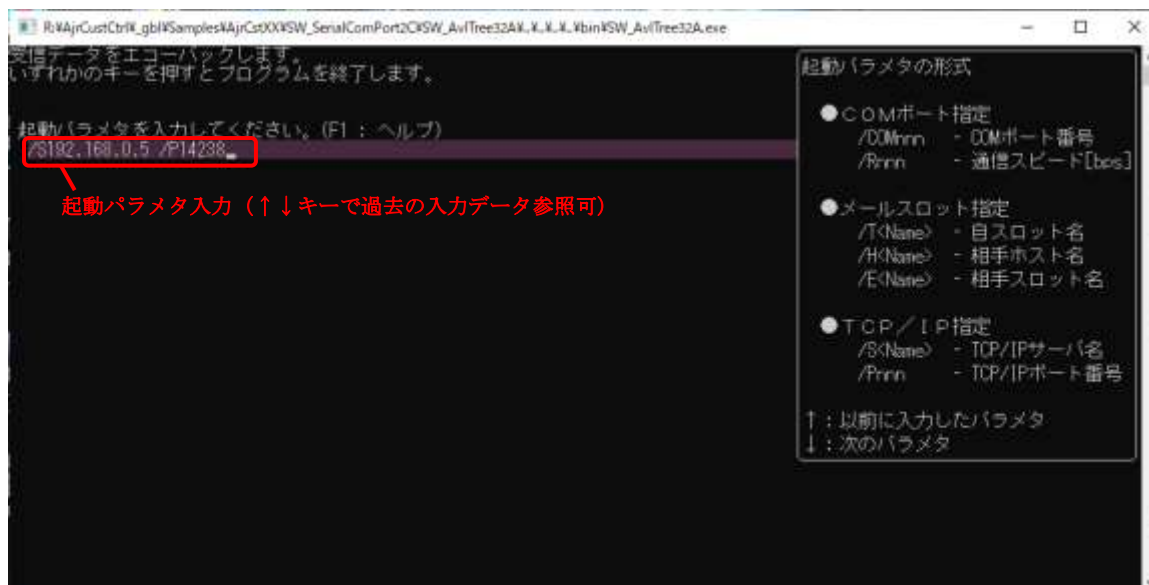 R:¥AjrCustCtrl¥_gbl¥Samples¥AjrCstXX¥SW_SerialComPort2C¥SW_AvlTree32A¥..¥..¥..¥..¥bin¥SW_AvlTree32A.exe
受信データをエコーバックします。
いずれかのキーを押すとプログラムを終了します。
起動パラメタを入力してください。(F1 : ヘルプ)
/S192.168.0.5 /P14238_
起動パラメタ入力（↑↓キーで過去の入力データ参照可）
起動パラメタの形式
●ＣＯＭポート指定
/COMnnn - COMポート番号
/Rnnn - 通信スピード[bps]
●メールスロット指定
/T<Name> - 自スロット名
/H<Name> - 相手ホスト名
/E<Name> - 相手スロット名
●ＴＣＰ／ＩＰ指定
/S<Name> - TCP/IPサーバ名
/Pnnn - TCP/IPポート番号
↑：以前に入力したパラメタ
↓：次のパラメタ